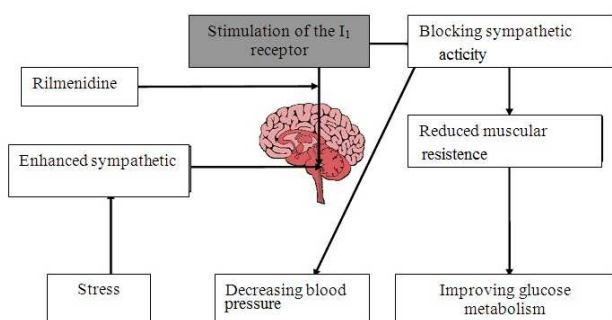 Stimulation of the I₁
receptor
Blocking sympathetic
acticity
Rilmenidine
Reduced muscular
resistence
Enhanced sympathetic
Stress
Decreasing blood
pressure
Improving glucose
metabolism